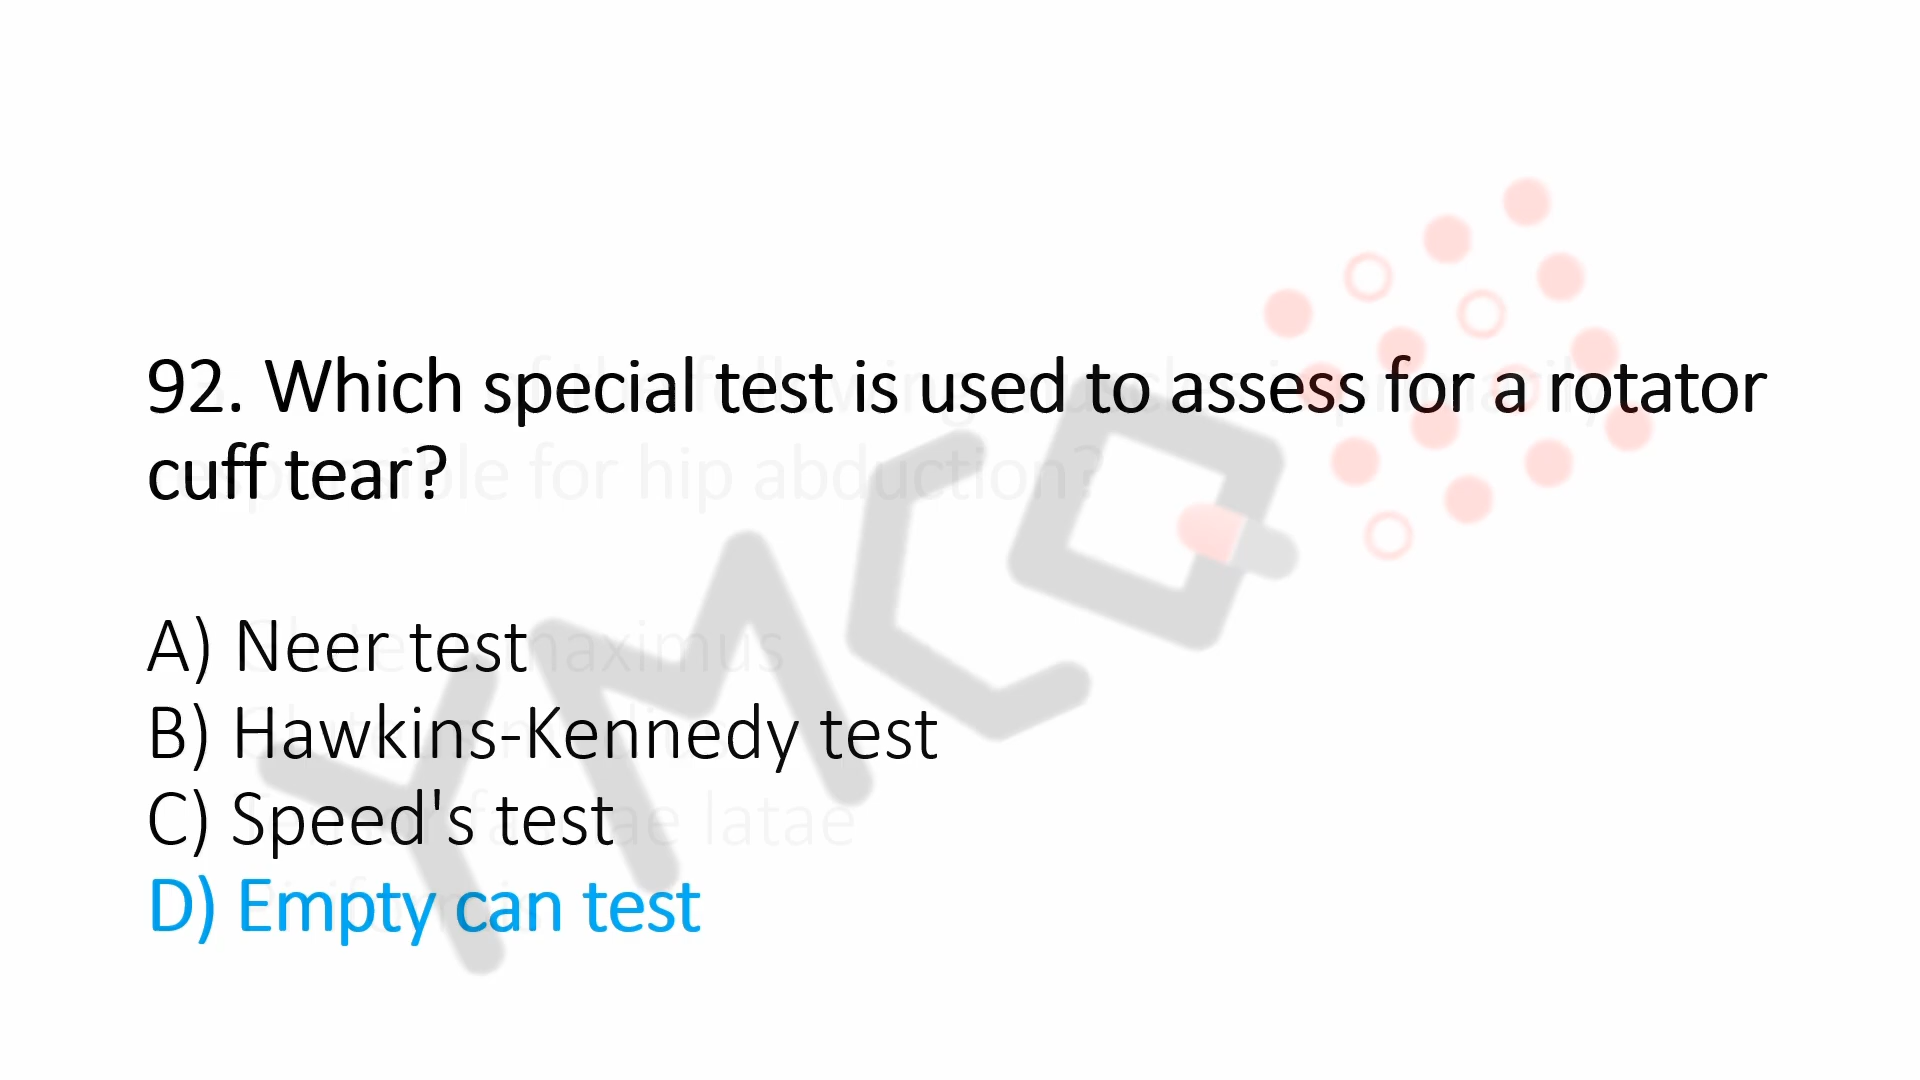 92. Which special test is used to assess for a rotator
cuff tear?
A) Neer test
B) Hawkins-Kennedy test
C) Speed's test
D) Empty can test
YMCQ